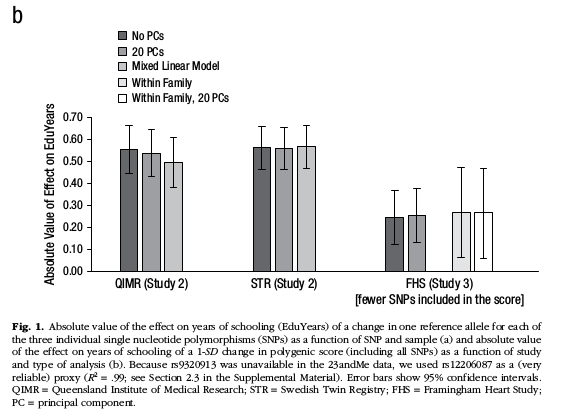 b
No PCs
20 PCs
Mixed Linear Model
Within Family
Within Family, 20 PCs
Absolute Value of Effect on EduYears
0.70
0.60
0.50
0.40
0.30
0.20
0.10
0.00
QIMR (Study 2)
STR (Study 2)
FHS (Study 3)
[fewer SNPs included in the score]
Fig. 1. Absolute value of the effect on years of schooling (EduYears) of a change in one reference allele for each of
the three individual single nucleotide polymorphisms (SNPs) as a function of SNP and sample (a) and absolute value
of the effect on years of schooling of a 1-SD change in polygenic score (including all SNPs) as a function of study
and type of analysis (b). Because rs9320913 was unavailable in the 23andMe data, we used rs12206087 as a (very
reliable) proxy (R² = .99; see Section 2.3 in the Supplemental Material). Error bars show 95% confidence intervals.
QIMR = Queensland Institute of Medical Research; STR = Swedish Twin Registry; FHS = Framingham Heart Study;
PC = principal component.